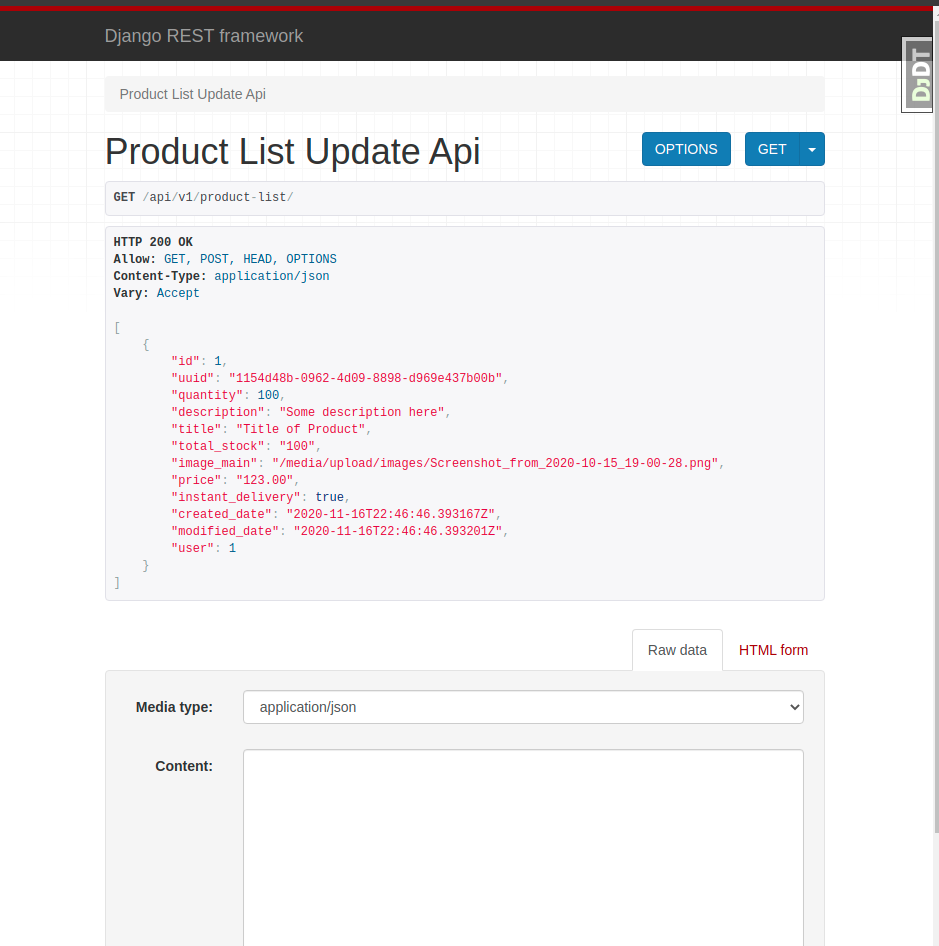 Django REST framework
DJDT
Product List Update Api
Product List Update Api
OPTIONS
GET
GET /api/v1/product-list/
HTTP 200 OK
Allow: GET, POST, HEAD, OPTIONS
Content-Type: application/json
Vary: Accept
[
    {
        "id": 1,
        "uuid": "1154d48b-0962-4d09-8898-d969e437b00b",
        "quantity": 100,
        "description": "Some description here",
        "title": "Title of Product",
        "total_stock": "100",
        "image_main": "/media/upload/images/Screenshot_from_2020-10-15_19-00-28.png",
        "price": "123.00",
        "instant_delivery": true,
        "created_date": "2020-11-16T22:46:46.393167Z",
        "modified_date": "2020-11-16T22:46:46.393201Z",
        "user": 1
    }
]
Raw data
HTML form
Media type:
application/json
Content: